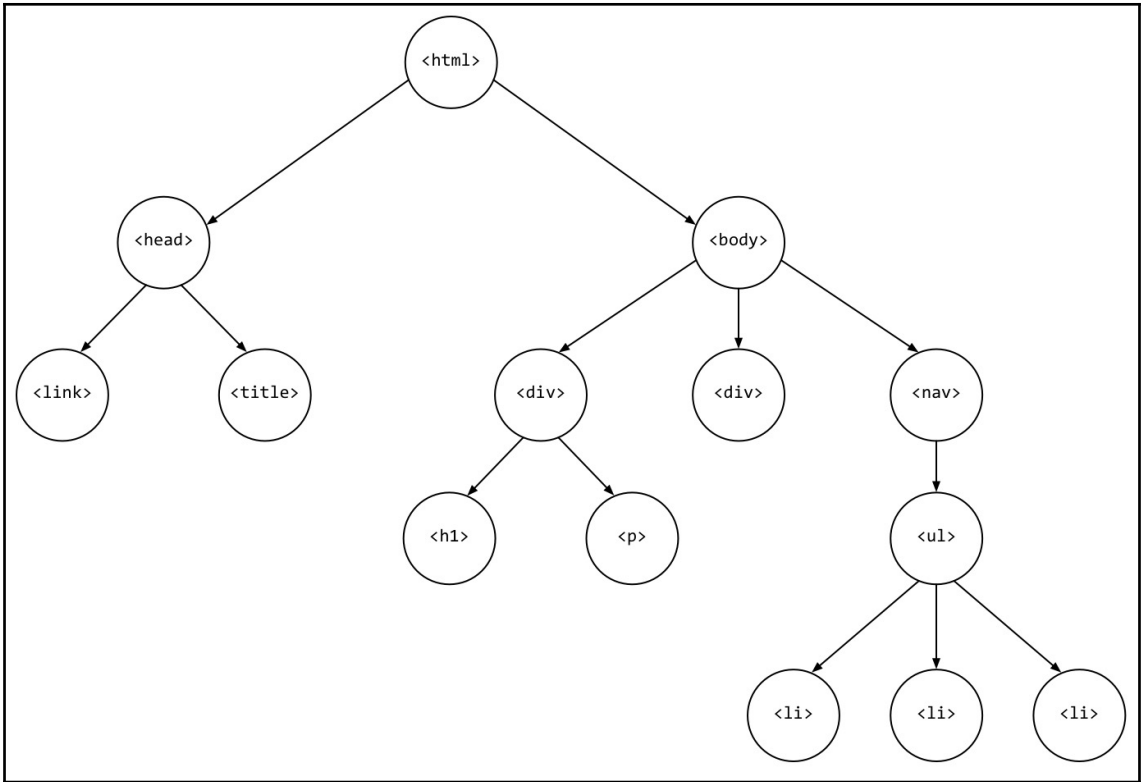 <html>
<head>
<body>
<link>
<title>
<div>
<div>
<nav>
<h1>
<p>
<ul>
<li>
<li>
<li>